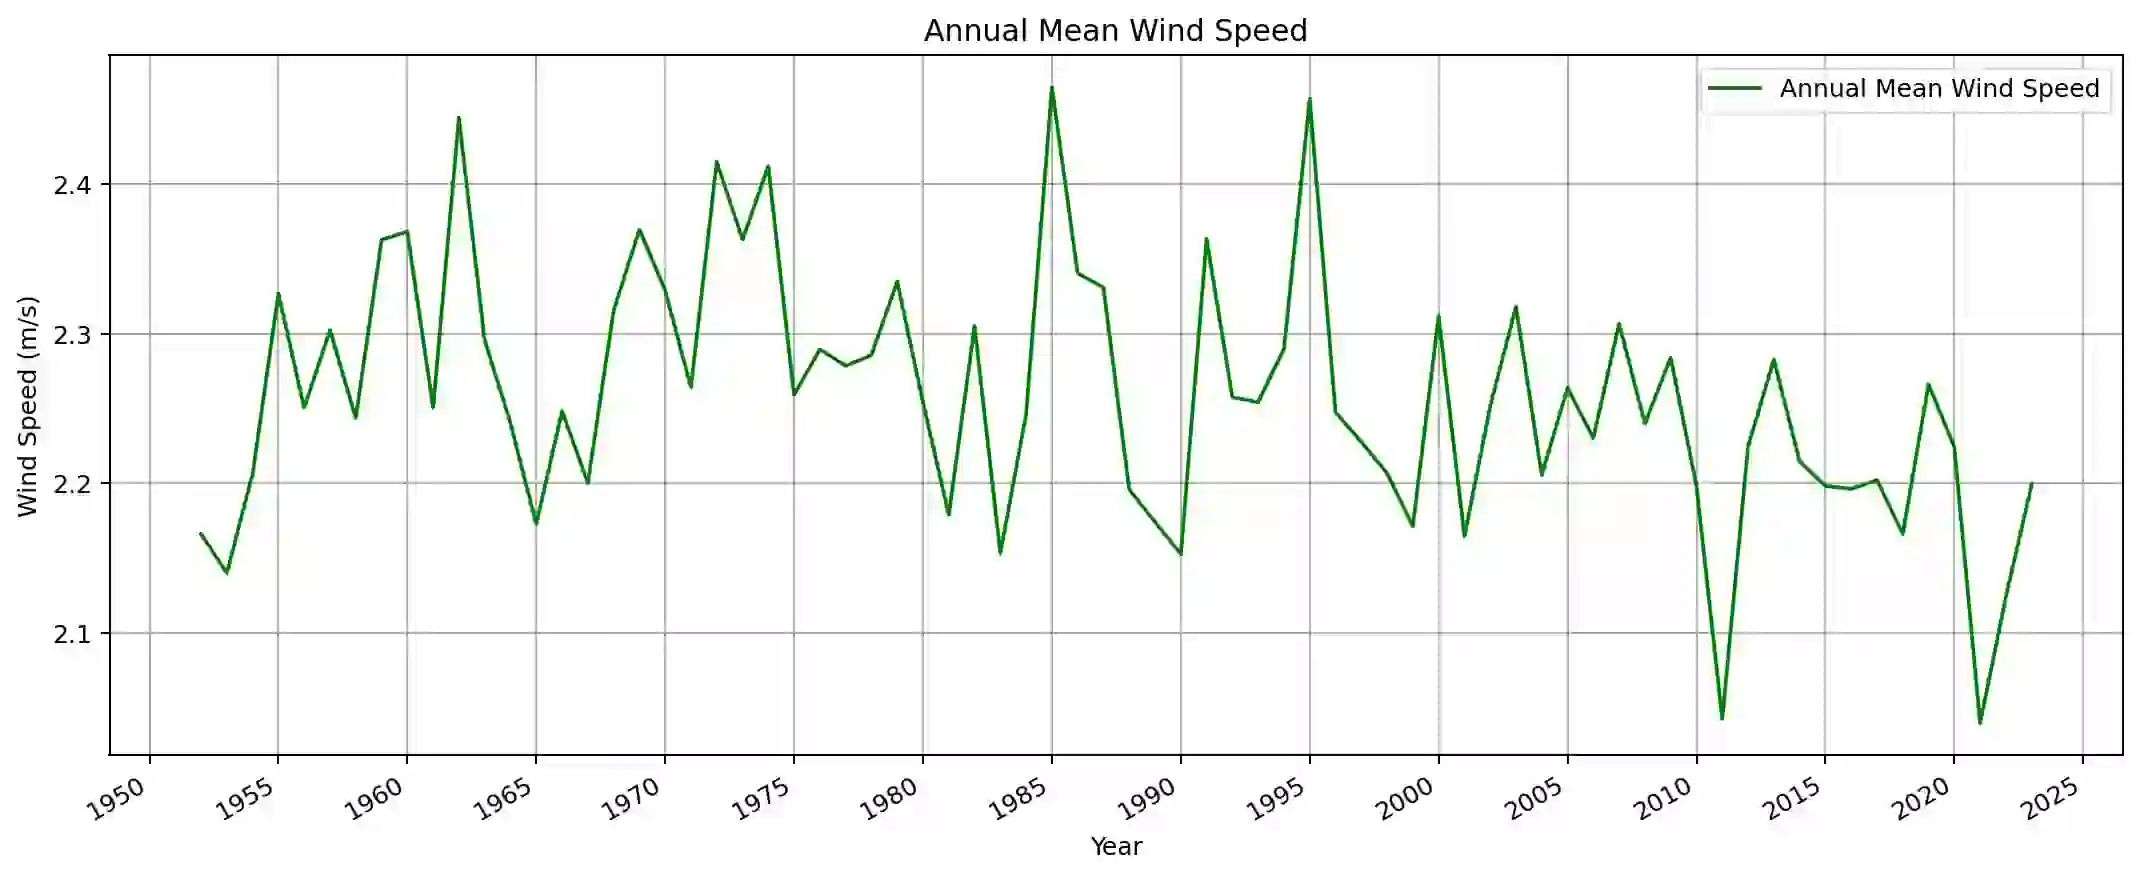 Annual Mean Wind Speed
Annual Mean Wind Speed
Wind Speed (m/s)
2.4
2.3
2.2
2.1
1950 1955 1960 1965 1970 1975 1980 1985 1990 1995 2000 2005 2010 2015 2020 2025
Year